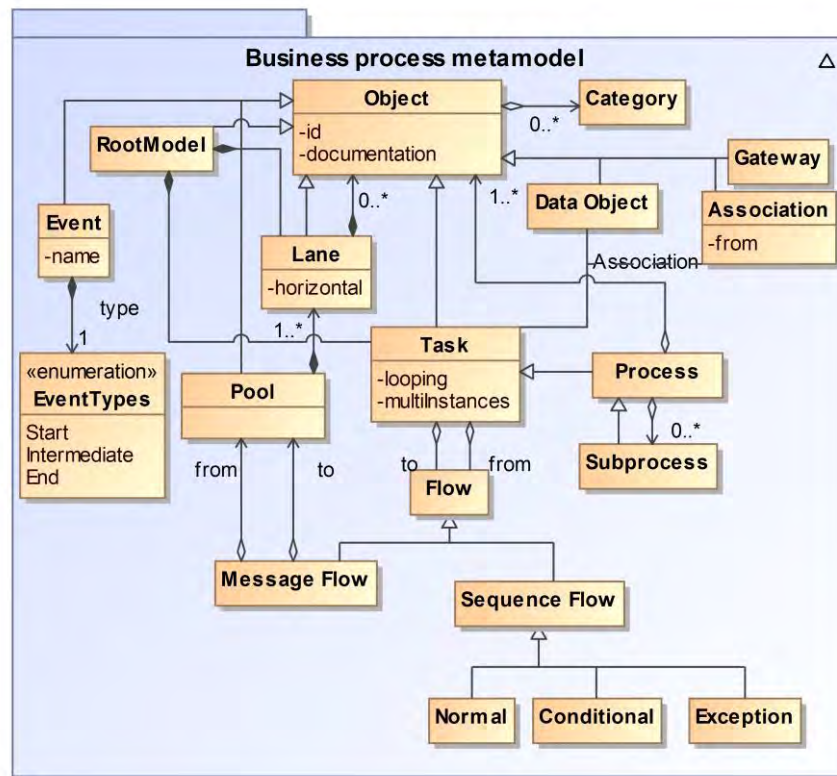 Business process metamodel
Object
-id
-documentation
Category
0..*
RootModel
Gateway
Event
-name
Lane
-horizontal
0..*
1..*
Data Object
Association
-from
Association
type
1
1..*
«enumeration»
EventTypes
Start
Intermediate
End
Pool
Task
-looping
-multiInstances
Process
0..*
Subprocess
from
to
to
from
Flow
Message Flow
Sequence Flow
Normal
Conditional
Exception